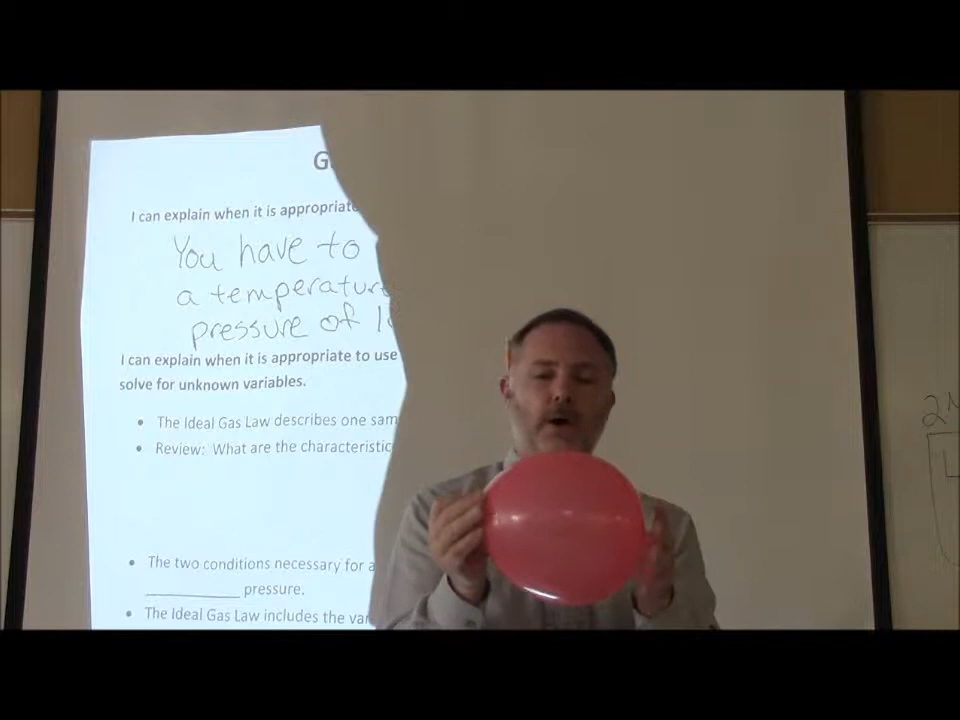 I can explain when it is appropriate
You have to
a temperature
pressure of
I can explain when it is appropriate to use
solve for unknown variables.
• The Ideal Gas Law describes one sam
• Review: What are the characteristic
• The two conditions necessary for a
__________ pressure.
• The Ideal Gas Law includes the var